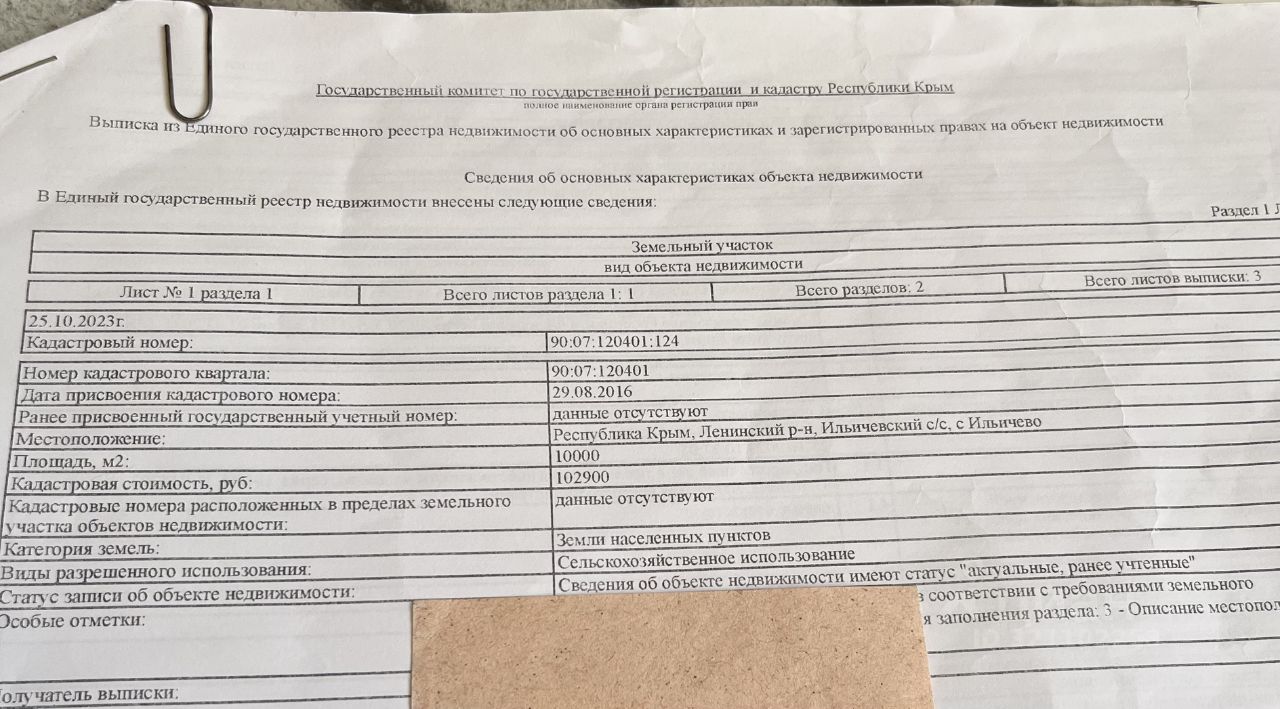 Государственный комитет по государственной регистрации и кадастру Республики Крым
полное наименование органа регистрации прав
Выписка из Единого государственного реестра недвижимости об основных характеристиках и зарегистрированных правах на объект недвижимости
Сведения об основных характеристиках объекта недвижимости
В Единый государственный реестр недвижимости внесены следующие сведения:
Раздел 1
Земельный участок
вид объекта недвижимости
Лист № 1 раздела 1 Всего листов раздела 1: 1 Всего разделов: 2 Всего листов выписки: 3
25.10.2023г.
Кадастровый номер: 90:07:120401:124
Номер кадастрового квартала: 90:07:120401
Дата присвоения кадастрового номера: 29.08.2016
Ранее присвоенный государственный учетный номер: данные отсутствуют
Местоположение: Республика Крым, Ленинский р-н, Ильичевский с/с, с Ильичево
Площадь, м2: 10000
Кадастровая стоимость, руб: 102900
Кадастровые номера расположенных в пределах земельного данные отсутствуют
участка объектов недвижимости:
Категория земель: Земли населенных пунктов
Виды разрешенного использования: Сельскохозяйственное использование
Статус записи об объекте недвижимости: Сведения об объекте недвижимости имеют статус "актуальные, ранее учтенные"
Особые отметки: в соответствии с требованиями земельного
я заполнения раздела: 3 - Описание местопол
олучатель выписки: